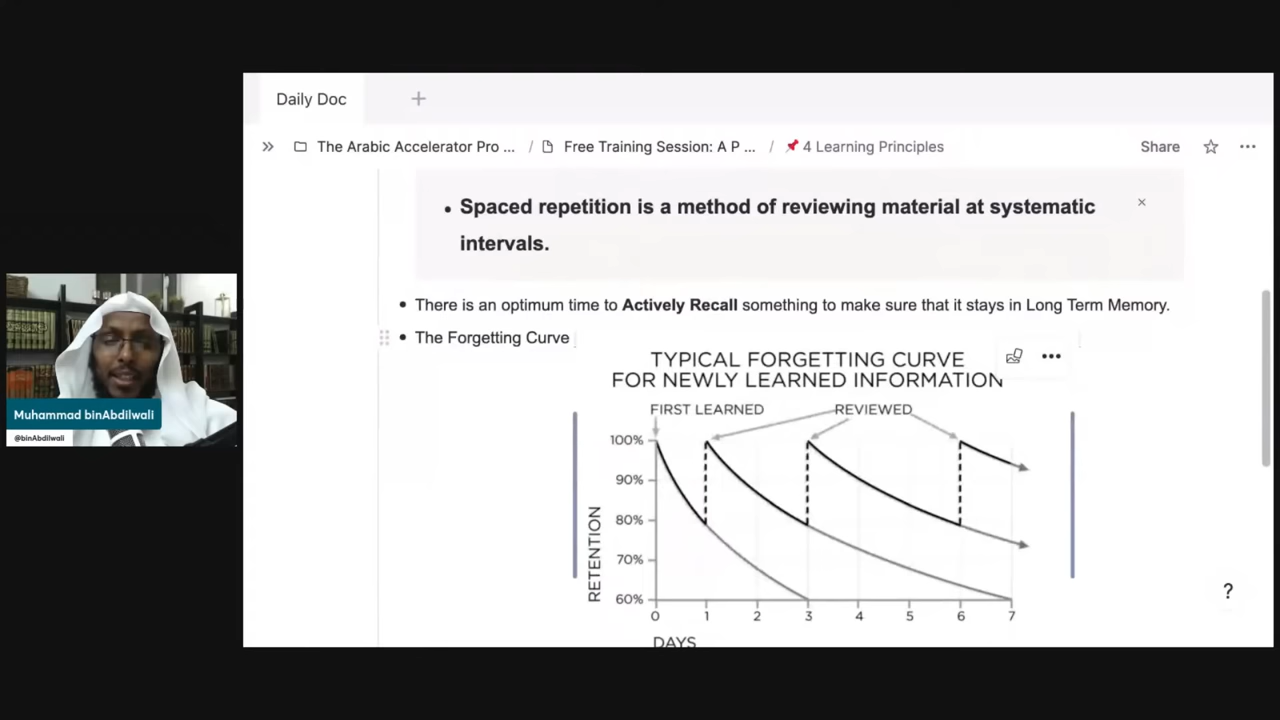 Daily Doc
The Arabic Accelerator Pro ... / Free Training Session: A P ... / 4 Learning Principles
Share
• Spaced repetition is a method of reviewing material at systematic
intervals.
• There is an optimum time to Actively Recall something to make sure that it stays in Long Term Memory.
• The Forgetting Curve
TYPICAL FORGETTING CURVE
FOR NEWLY LEARNED INFORMATION
FIRST LEARNED
REVIEWED
100%
90%
80%
70%
60%
RETENTION
0 1 2 3 4 5 6 7
DAYS
?
Muhammad binAbdilwali
@binAbdilwali